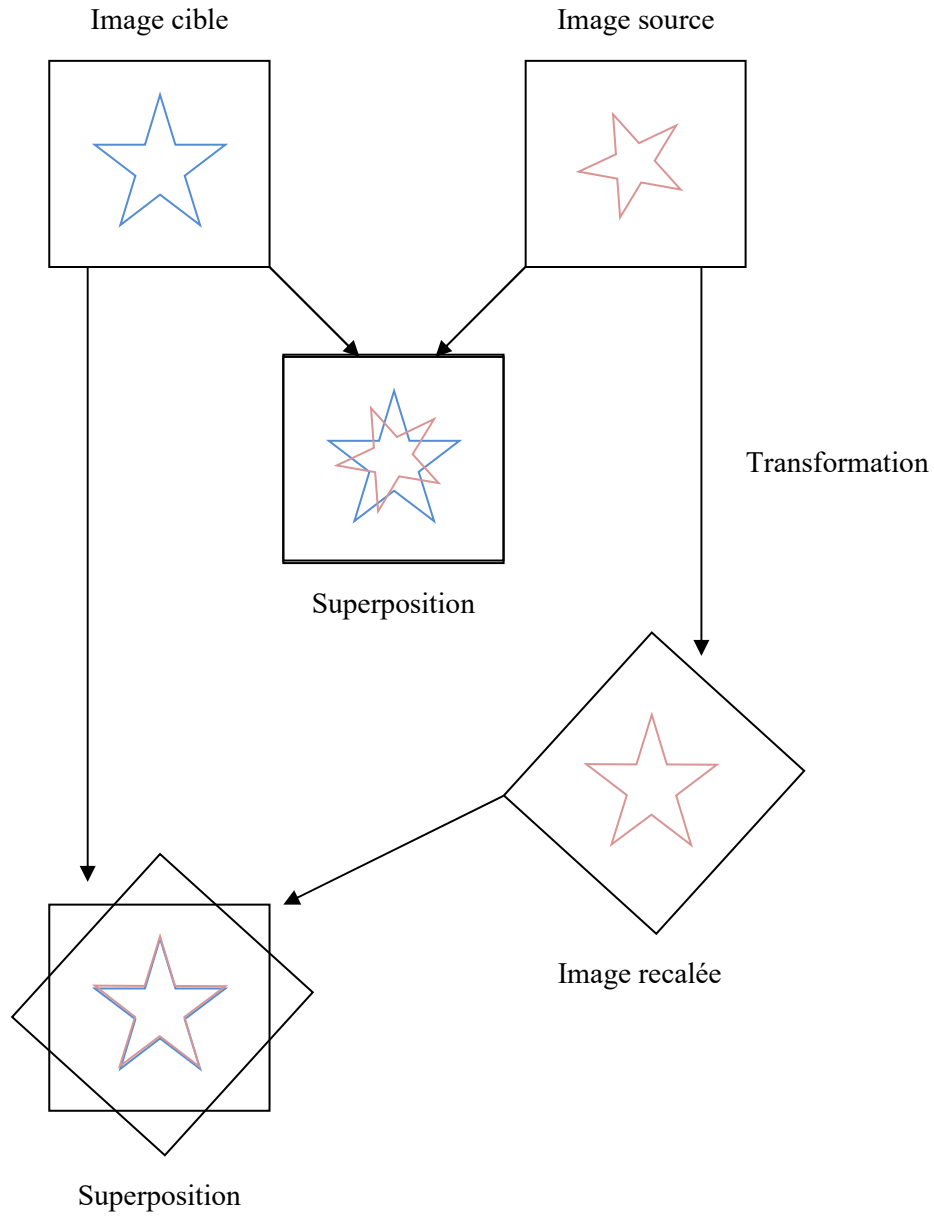 Image cible
Image source
Transformation
Superposition
Image recalée
Superposition